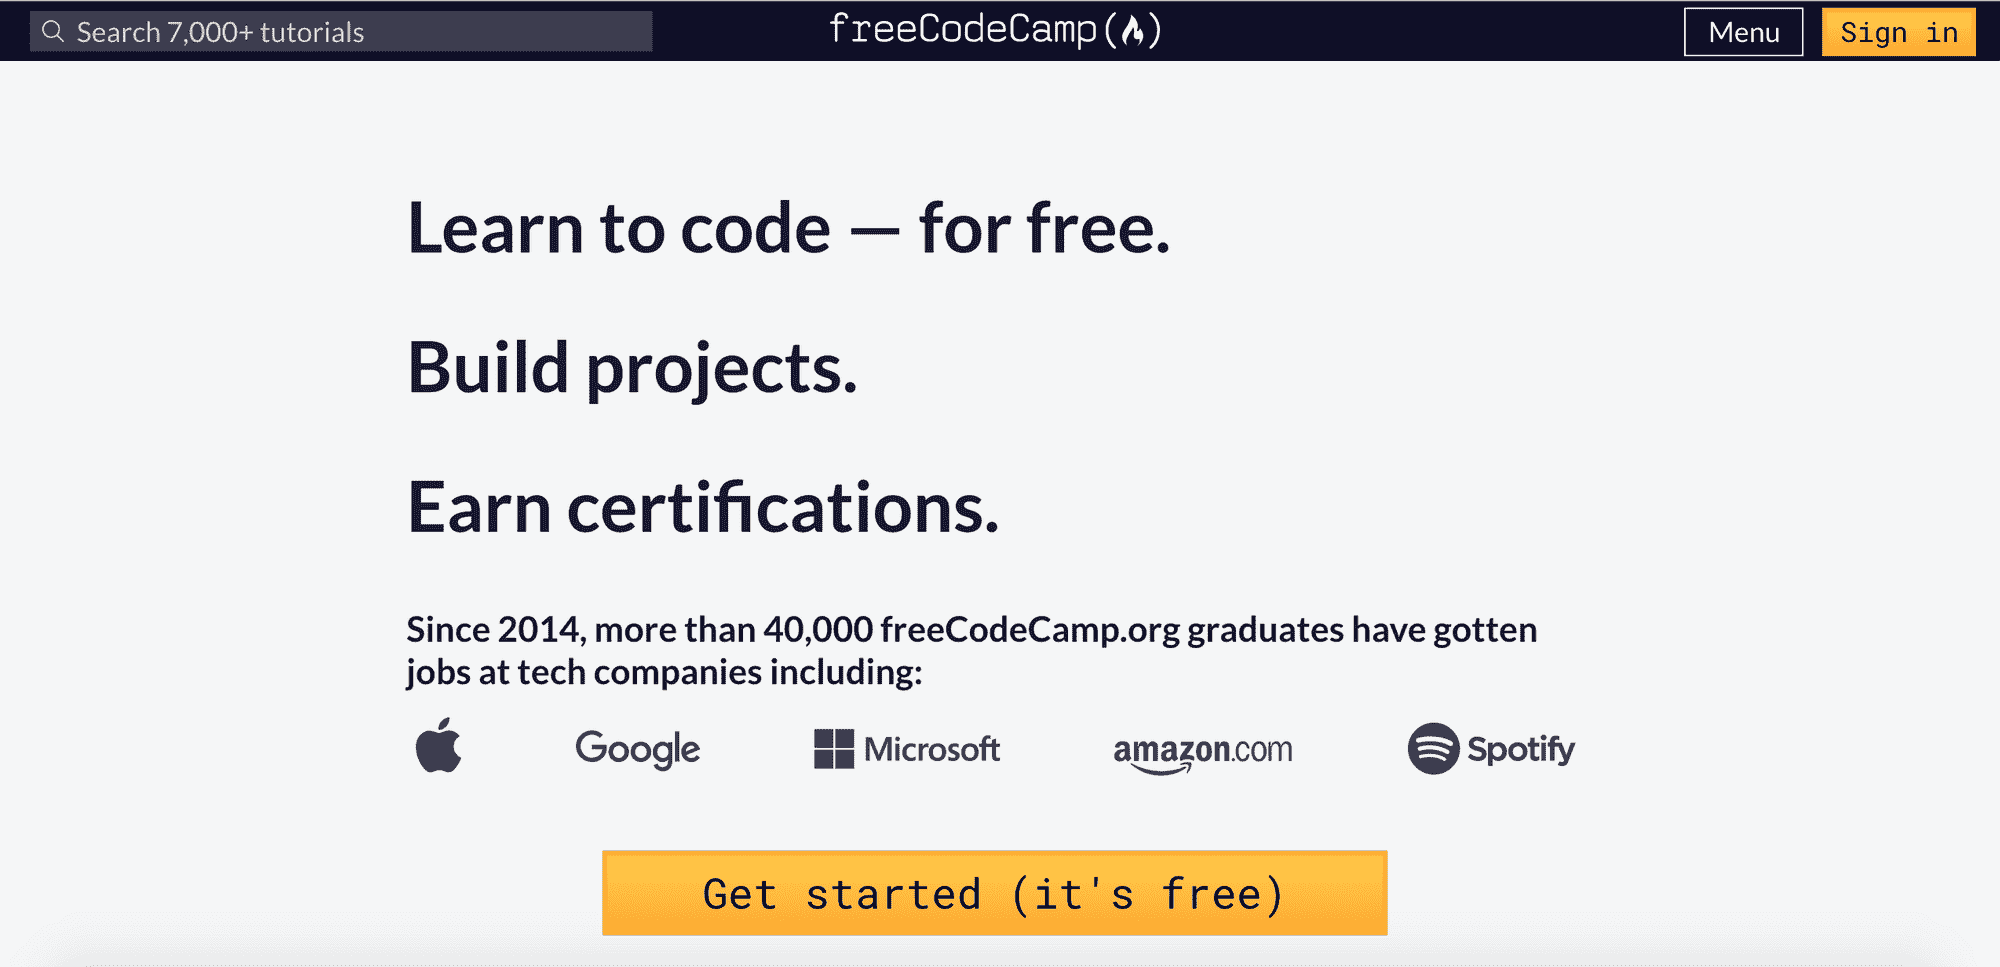 Search 7,000+ tutorials
freeCodeCamp()
Menu
Sign in
Learn to code — for free.
Build projects.
Earn certifications.
Since 2014, more than 40,000 freeCodeCamp.org graduates have gotten
jobs at tech companies including:
Google
Microsoft
amazon.com
Spotify
Get started (it's free)